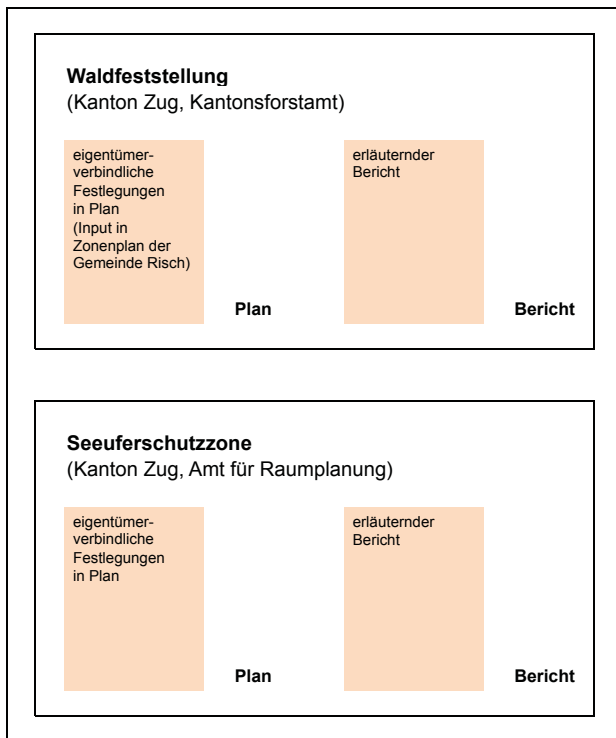 Waldfeststellung
(Kanton Zug, Kantonsforstamt)
eigentümer-
verbindliche
Festlegungen
in Plan
(Input in
Zonenplan der
Gemeinde Risch)
Plan
erläuternder
Bericht
Bericht
Seeuferschutzzone
(Kanton Zug, Amt für Raumplanung)
eigentümer-
verbindliche
Festlegungen
in Plan
Plan
erläuternder
Bericht
Bericht